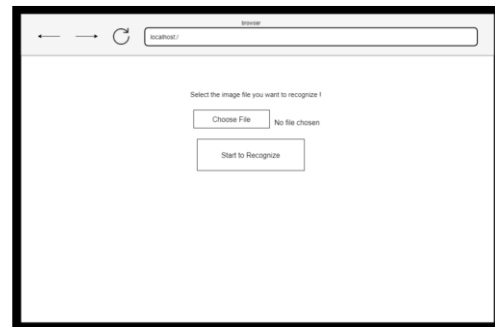 browser
localhost:/
Select the image file you want to recognize !
Choose File
No file chosen
Start to Recognize